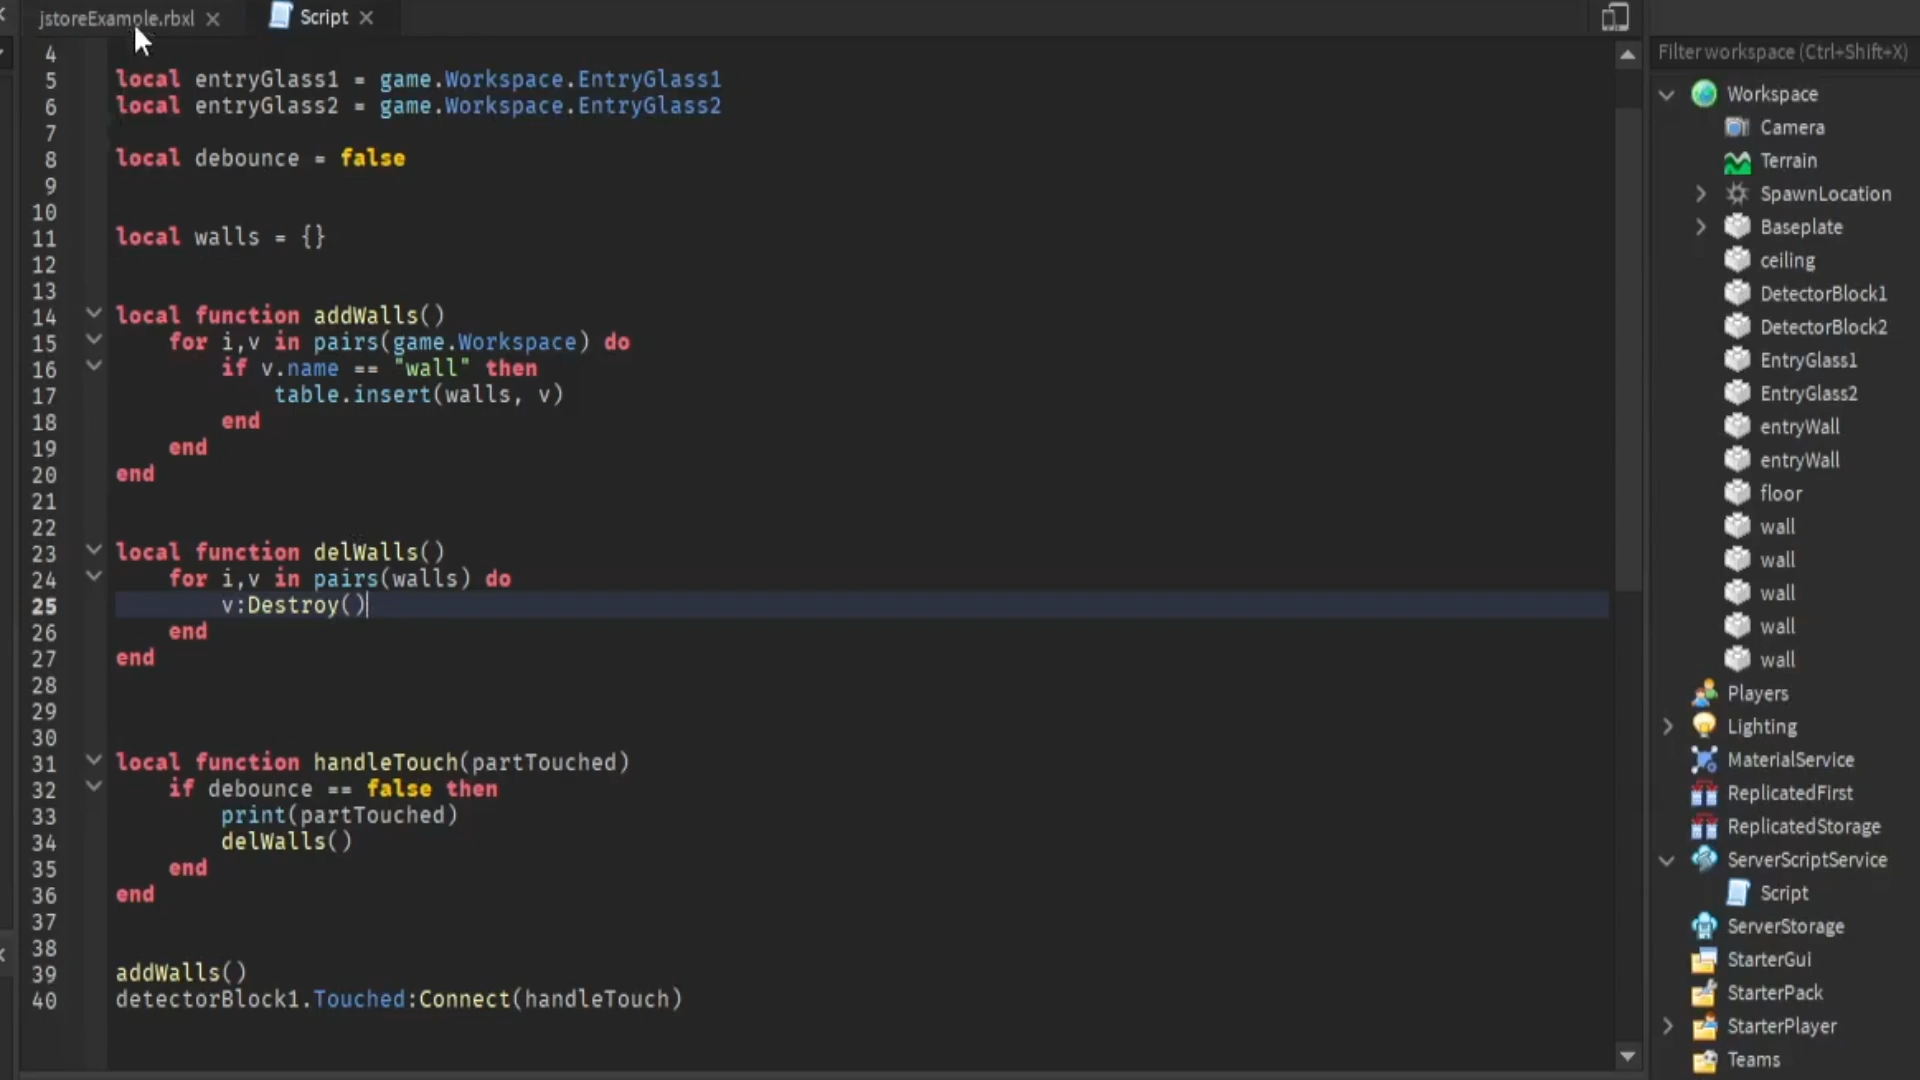 jstoreExample.rbxl
Script
4
5 local entryGlass1 = game.Workspace.EntryGlass1
6 local entryGlass2 = game.Workspace.EntryGlass2
7
8 local debounce = false
9
10
11 local walls = {}
12
13
14 local function addWalls()
15 for i,v in pairs(game.Workspace) do
16 if v.name == "wall" then
17 table.insert(walls, v)
18 end
19 end
20 end
21
22
23 local function delWalls()
24 for i,v in pairs(walls) do
25 v:Destroy()
26 end
27 end
28
29
30
31 local function handleTouch(partTouched)
32 if debounce == false then
33 print(partTouched)
34 delWalls()
35 end
36 end
37
38
39 addWalls()
40 detectorBlock1.Touched:Connect(handleTouch)
Filter workspace (Ctrl+Shift+X)
Workspace
Camera
Terrain
SpawnLocation
Baseplate
ceiling
DetectorBlock1
DetectorBlock2
EntryGlass1
EntryGlass2
entryWall
entryWall
floor
wall
wall
wall
wall
wall
Players
Lighting
MaterialService
ReplicatedFirst
ReplicatedStorage
ServerScriptService
Script
ServerStorage
StarterGui
StarterPack
StarterPlayer
Teams